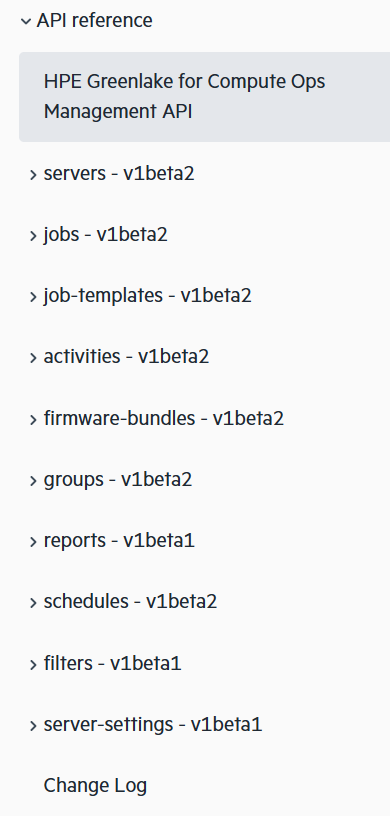 API reference
HPE Greenlake for Compute Ops
Management API
servers - v1beta2
jobs - v1beta2
job-templates - v1beta2
activities - v1beta2
firmware-bundles - v1beta2
groups - v1beta2
reports - v1beta1
schedules - v1beta2
filters - v1beta1
server-settings - v1beta1
Change Log